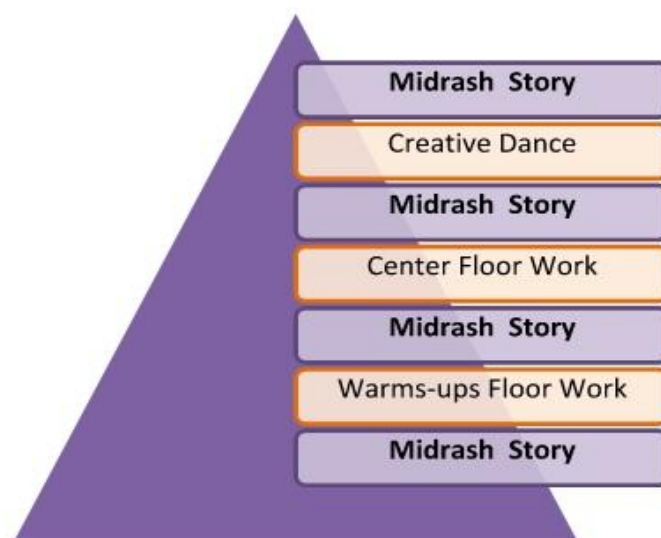 Midrash  Story
Creative Dance
Midrash  Story
Center Floor Work
Midrash  Story
Warms-ups Floor Work
Midrash  Story